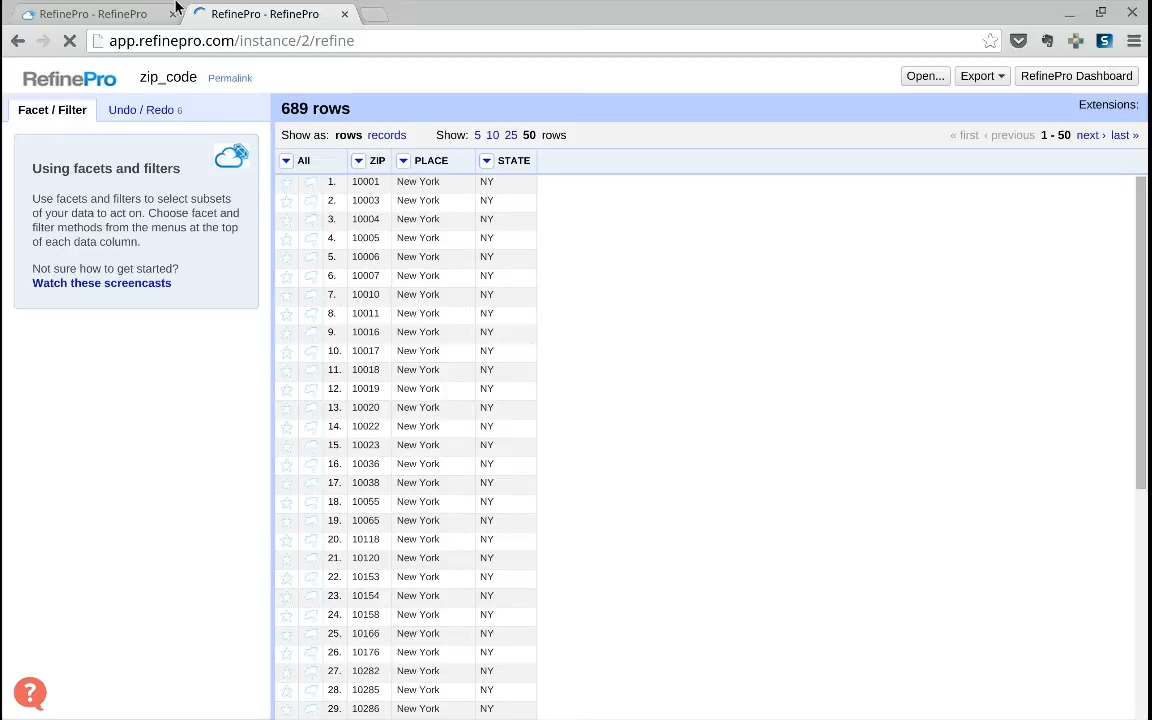 RefinePro - RefinePro
RefinePro - RefinePro
app.refinepro.com/instance/2/refine
RefinePro zip_code Permalink Open... Export RefinePro Dashboard
Facet / Filter Undo / Redo 6 689 rows Extensions:
Show as: rows records Show: 5 10 25 50 rows « first ‹ previous 1 - 50 next › last »
Using facets and filters
Use facets and filters to select subsets
of your data to act on. Choose facet and
filter methods from the menus at the top
of each data column.
Not sure how to get started?
Watch these screencasts
All ZIP PLACE STATE
1. 10001 New York NY
2. 10003 New York NY
3. 10004 New York NY
4. 10005 New York NY
5. 10006 New York NY
6. 10007 New York NY
7. 10010 New York NY
8. 10011 New York NY
9. 10016 New York NY
10. 10017 New York NY
11. 10018 New York NY
12. 10019 New York NY
13. 10020 New York NY
14. 10022 New York NY
15. 10023 New York NY
16. 10036 New York NY
17. 10038 New York NY
18. 10055 New York NY
19. 10065 New York NY
20. 10118 New York NY
21. 10120 New York NY
22. 10153 New York NY
23. 10154 New York NY
24. 10158 New York NY
25. 10166 New York NY
26. 10176 New York NY
27. 10282 New York NY
28. 10285 New York NY
29. 10286 New York NY
?